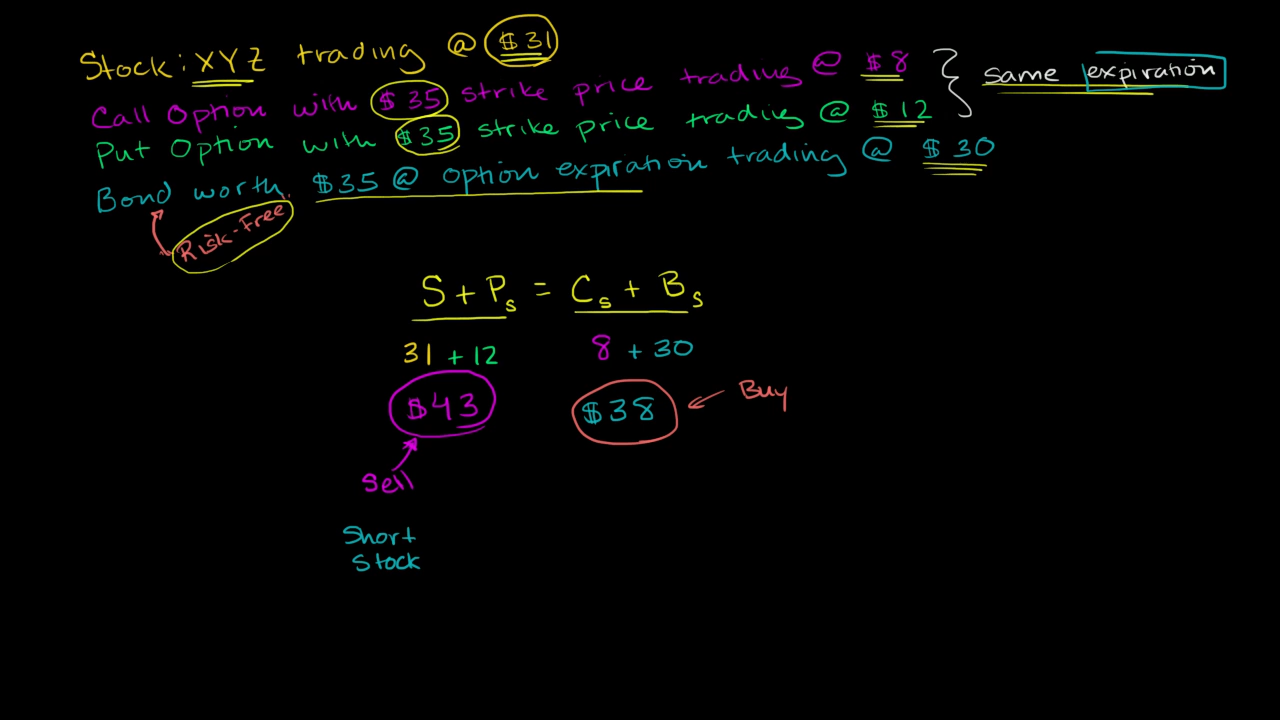 Stock: XYZ trading @ $31
Call Option with $35 strike price trading @ $8
Put Option with $35 strike price trading @ $12
same expiration
Bond worth $35 @ option expiration trading @ $30
Risk-Free
S + Ps = Cs + Bs
31 + 12 8 + 30
$43 $38 Buy
Sell
Short
Stock